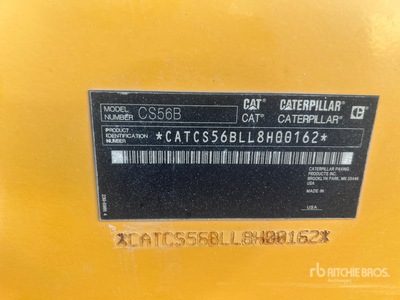 MODEL NUMBER CS56B CAT® CATERPILLAR®
CAT® CATERPILLAR®
PRODUCT IDENTIFICATION NUMBER *CATCS56BLL8H00162*
CATERPILLAR PAVING
PRODUCTS INC.
BROOKLYN PARK, MN 55445
USA
MADE IN
USA
*CATCS56BLL8H00162*
rb RITCHIE BROS.